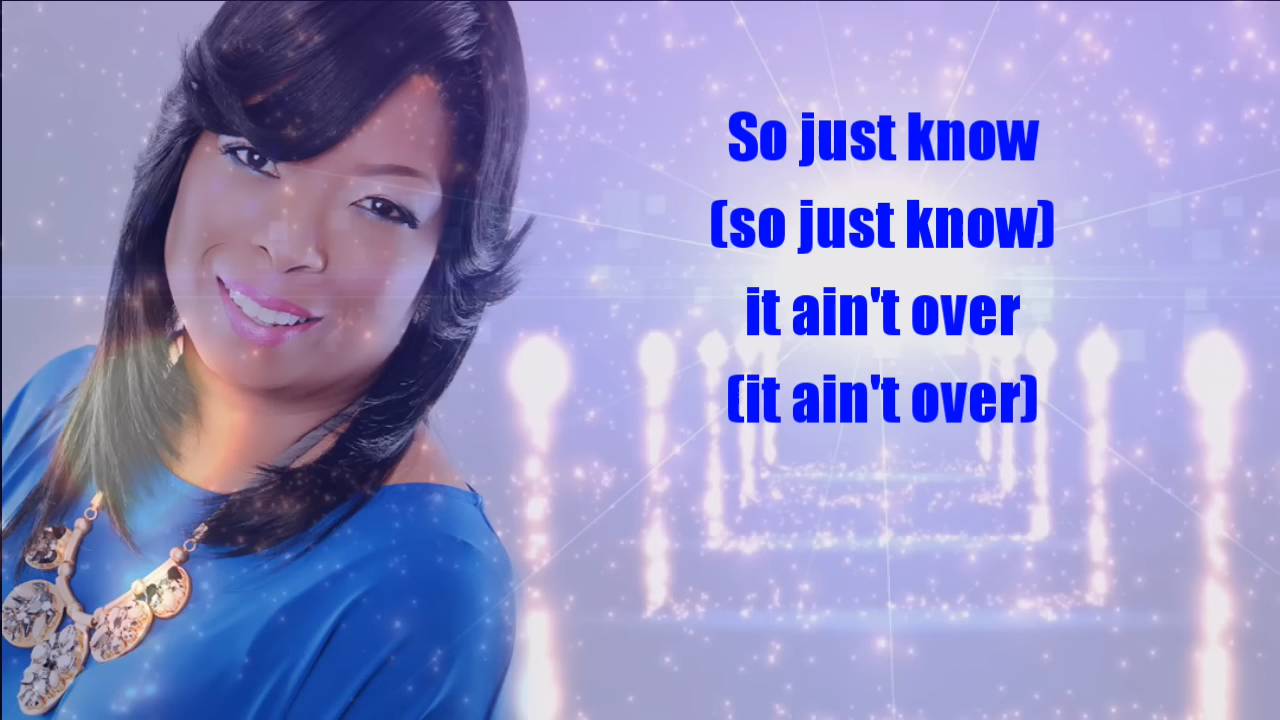 So just know
(so just know)
it ain't over
(it ain't over)